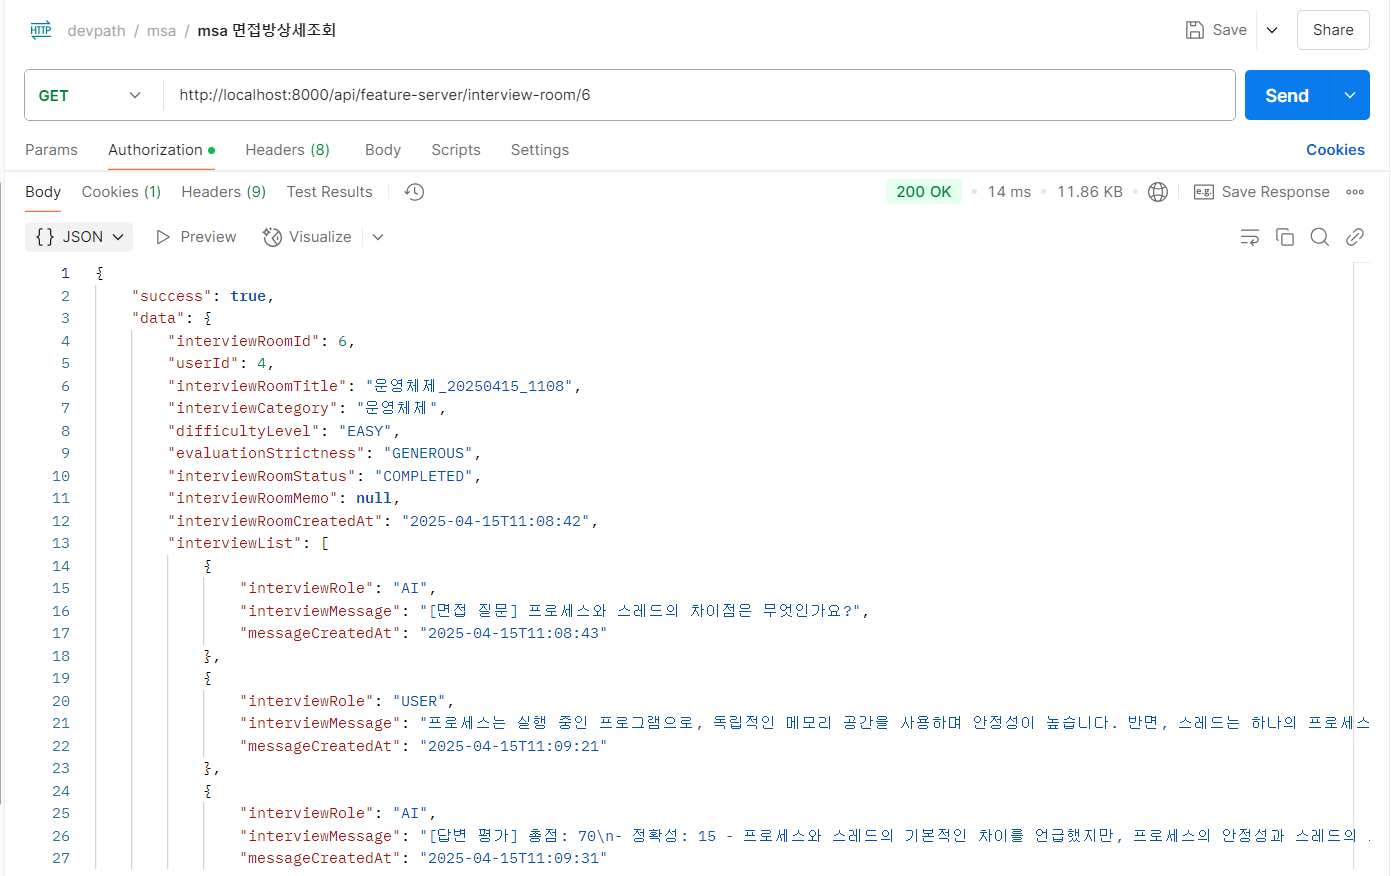 HTTP devpath / msa / msa 면접방상세조회 Save Share
GET http://localhost:8000/api/feature-server/interview-room/6 Send
Params Authorization Headers (8) Body Scripts Settings Cookies
Body Cookies (1) Headers (9) Test Results 200 OK 14 ms 11.86 KB e.g. Save Response
{} JSON Preview Visualize
1 {
2 "success": true,
3 "data": {
4 "interviewRoomId": 6,
5 "userId": 4,
6 "interviewRoomTitle": "운영체제_20250415_1108",
7 "interviewCategory": "운영체제",
8 "difficultyLevel": "EASY",
9 "evaluationStrictness": "GENEROUS",
10 "interviewRoomStatus": "COMPLETED",
11 "interviewRoomMemo": null,
12 "interviewRoomCreatedAt": "2025-04-15T11:08:42",
13 "interviewList": [
14 {
15 "interviewRole": "AI",
16 "interviewMessage": "[면접 질문] 프로세스와 스레드의 차이점은 무엇인가요?",
17 "messageCreatedAt": "2025-04-15T11:08:43"
18 },
19 {
20 "interviewRole": "USER",
21 "interviewMessage": "프로세스는 실행 중인 프로그램으로, 독립적인 메모리 공간을 사용하며 안정성이 높습니다. 반면, 스레드는 하나의 프로세스
22 "messageCreatedAt": "2025-04-15T11:09:21"
23 },
24 {
25 "interviewRole": "AI",
26 "interviewMessage": "[답변 평가] 총점: 70\n- 정확성: 15 - 프로세스와 스레드의 기본적인 차이를 언급했지만, 프로세스의 안정성과 스레드의
27 "messageCreatedAt": "2025-04-15T11:09:31"